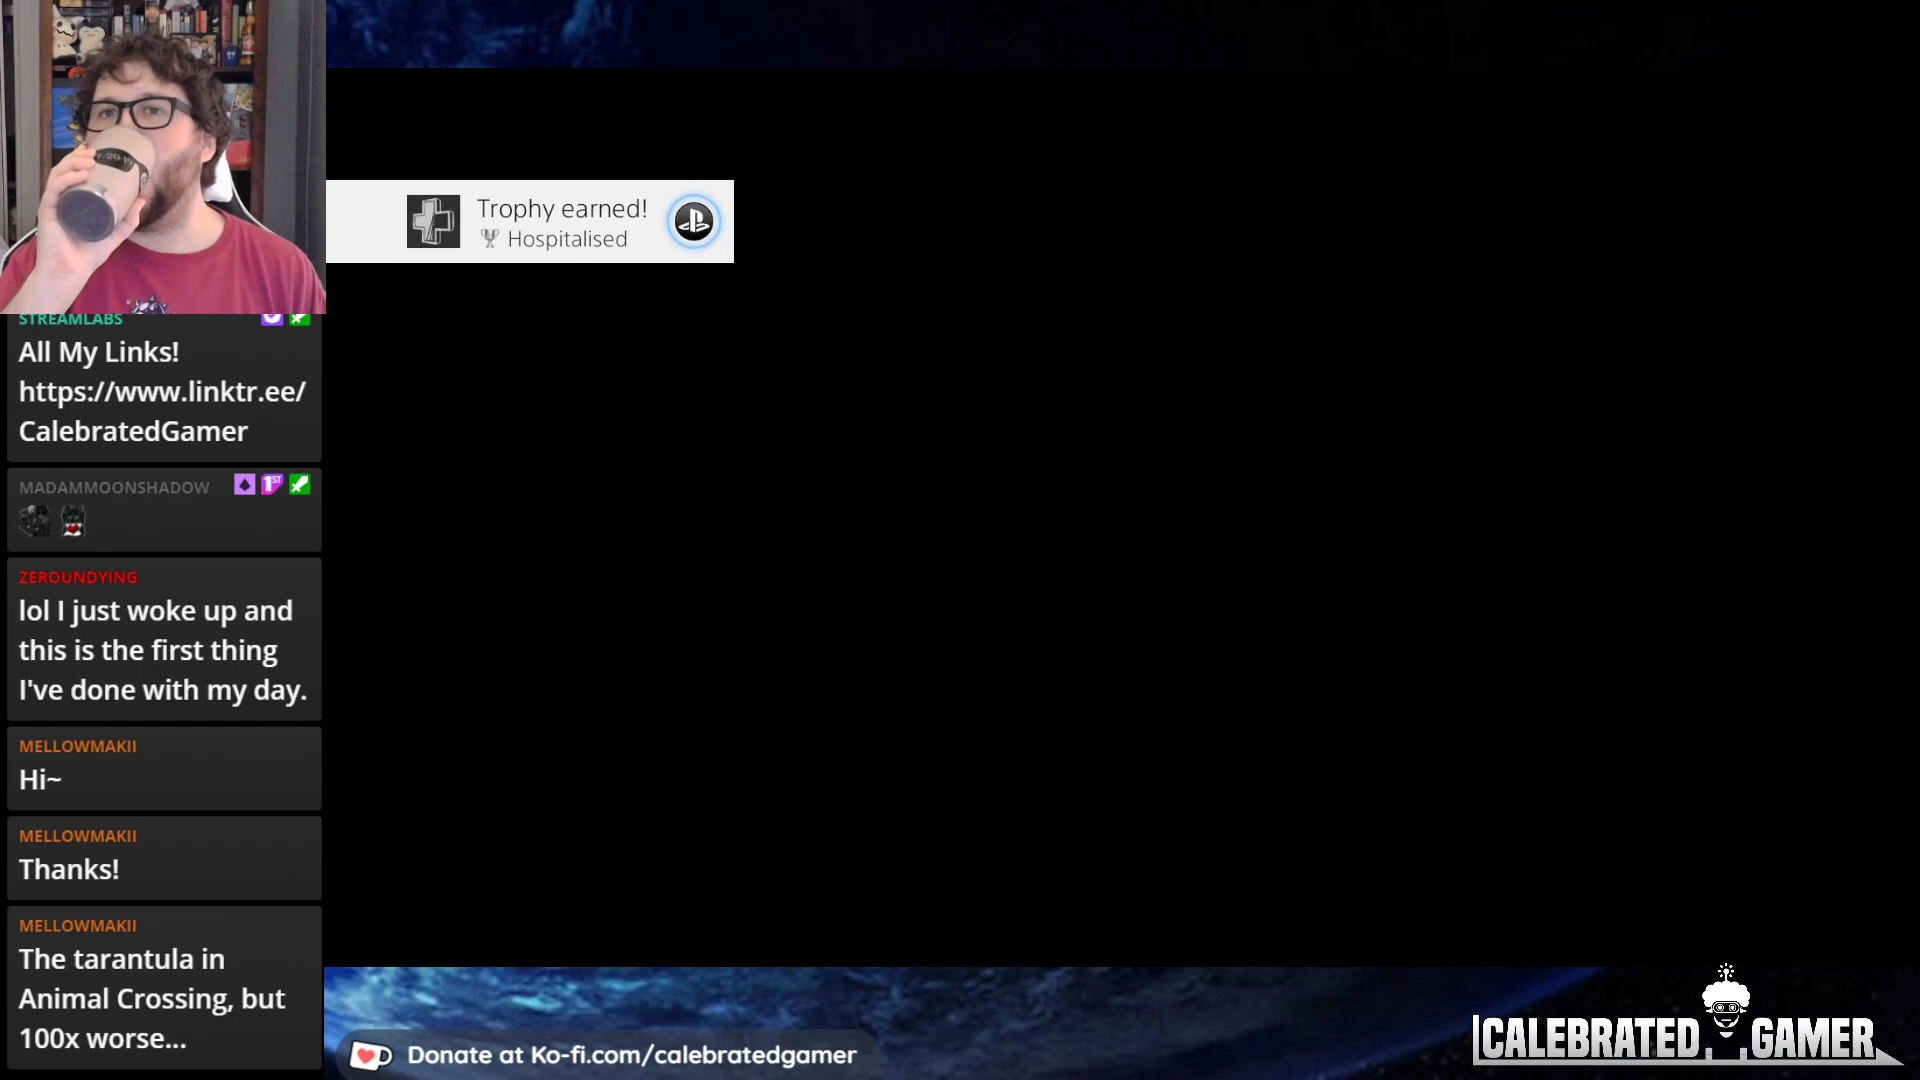 Trophy earned!
Hospitalised
STREAMLABS
All My Links!
https://www.linktr.ee/
CalebratedGamer
MADAMMOONSHADOW
1ST
ZEROUNDYING
lol I just woke up and
this is the first thing
I've done with my day.
MELLOWMAKII
Hi~
MELLOWMAKII
Thanks!
MELLOWMAKII
The tarantula in
Animal Crossing, but
100x worse...
Donate at Ko-fi.com/calebratedgamer
CALEBRATED GAMER